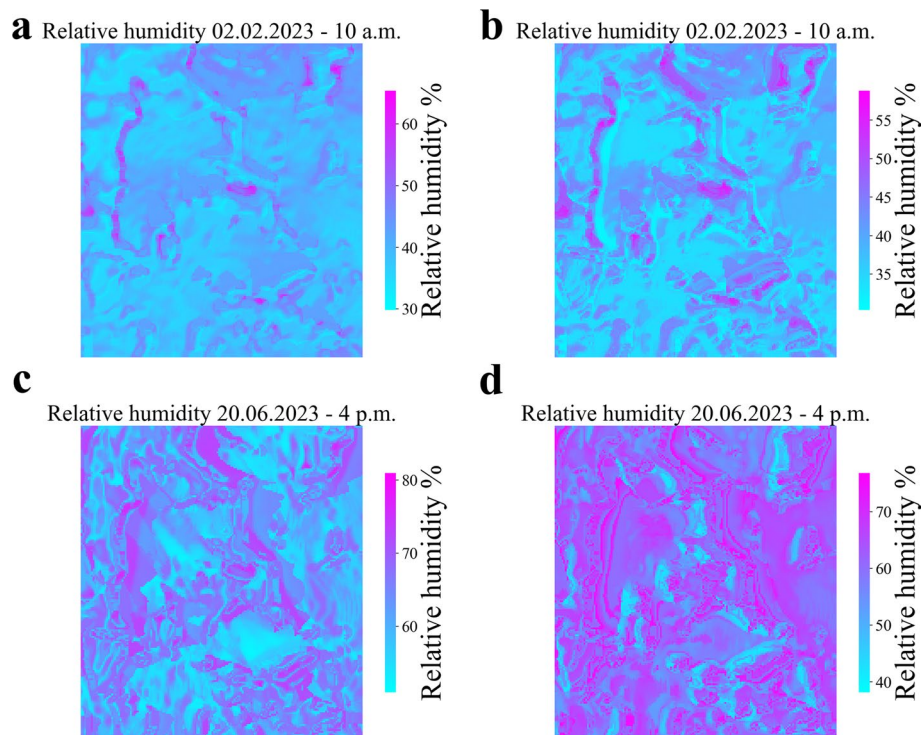 a
Relative humidity 02.02.2023 - 10 a.m.
60
50
40
30
Relative humidity %
b
Relative humidity 02.02.2023 - 10 a.m.
55
50
45
40
35
Relative humidity %
c
Relative humidity 20.06.2023 - 4 p.m.
80
70
60
Relative humidity %
d
Relative humidity 20.06.2023 - 4 p.m.
70
60
50
40
Relative humidity %